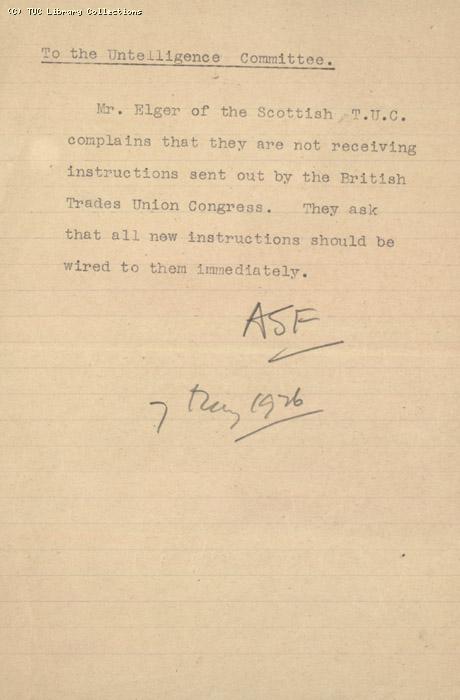 (C) TUC Library Collections
To the Untelligence Committee.
Mr. Elger of the Scottish T.U.C.
complains that they are not receiving
instructions sent out by the British
Trades Union Congress. They ask
that all new instructions should be
wired to them immediately.
ASF
7 May 1926